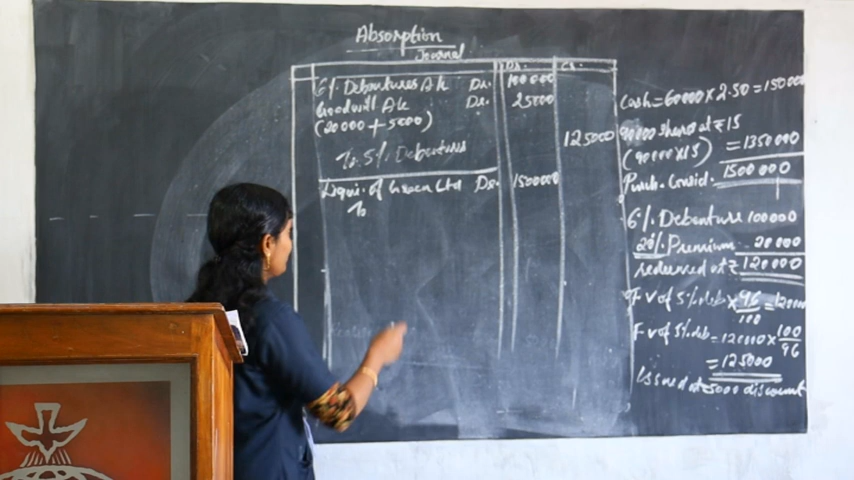 Absorption
Journal
Dr. Cr.
6% Debentures A/c Dr. 100000
Goodwill A/c Dr. 25000
(20000 + 5000)
To 5% Debentures 125000
Liqui. of Green Ltd Dr. 1500000
To
Cash = 60000 × 2.50 = 150000
90000 shares at ₹ 15
(90000 × 15) = 1350000
Purch. Consid. 1500000
6% Debenture 100000
20% Premium 20000
redeemed at ₹ 120000
F V of 5% deb × 96/100 = 120000
F v of 5% deb = 120000 × 100/96
= 125000
Issued at 5000 discount